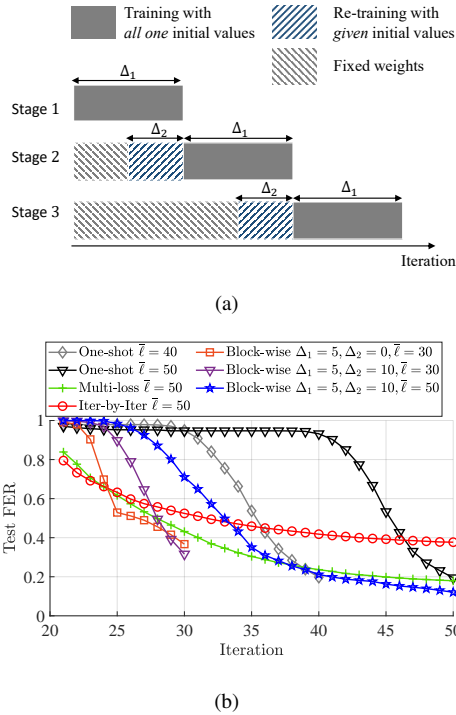 Training with
all one initial values
Re-training with
given initial values
Fixed weights
Δ₁
Stage 1
Δ₂ Δ₁
Stage 2
Δ₂ Δ₁
Stage 3
Iteration
(a)
One-shot ℓ̅ = 40
One-shot ℓ̅ = 50
Multi-loss ℓ̅ = 50
Iter-by-Iter ℓ̅ = 50
Block-wise Δ₁ = 5, Δ₂ = 0, ℓ̅ = 30
Block-wise Δ₁ = 5, Δ₂ = 10, ℓ̅ = 30
Block-wise Δ₁ = 5, Δ₂ = 10, ℓ̅ = 50
1
0.8
0.6
0.4
0.2
0
Test FER
20 25 30 35 40 45 50
Iteration
(b)